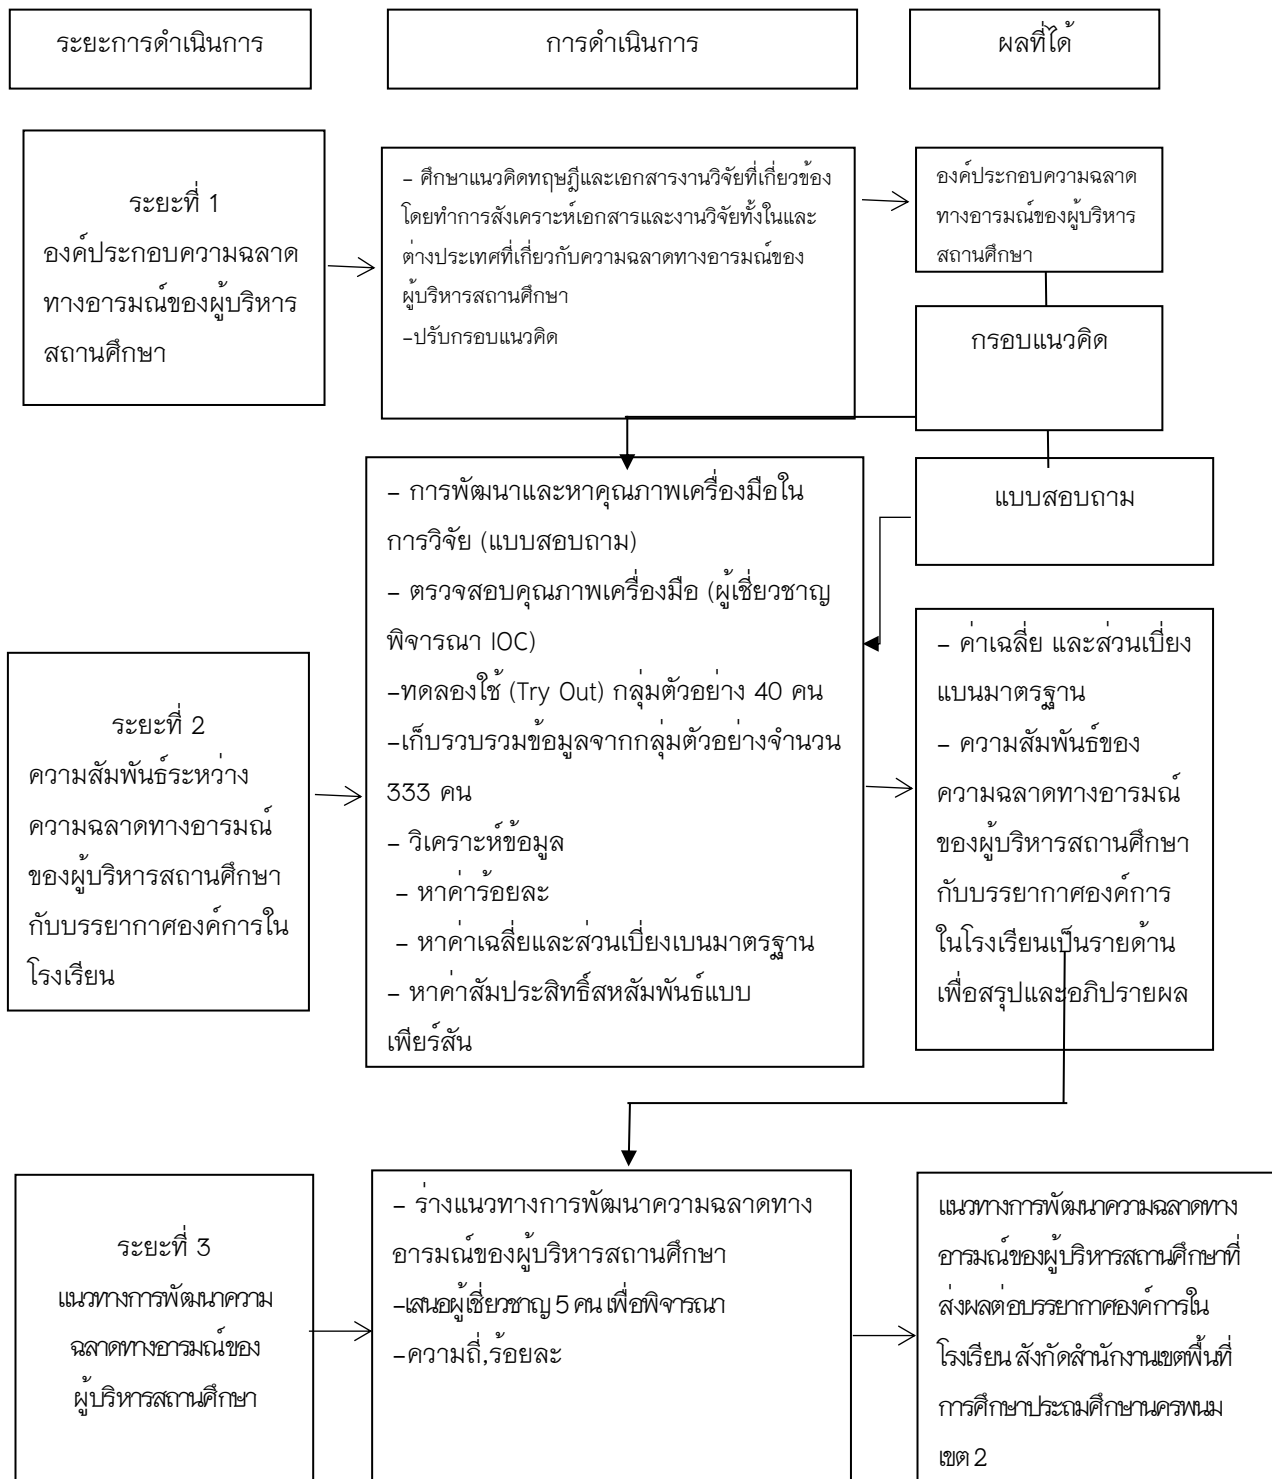 ระยะการดำเนินการ
การดำเนินการ
ผลที่ได้
ระยะที่ 1
องค์ประกอบความฉลาด
ทางอารมณ์ของผู้บริหาร
สถานศึกษา
– ศึกษาแนวคิดทฤษฎีและเอกสารงานวิจัยที่เกี่ยวข้อง
โดยทำการสังเคราะห์เอกสารและงานวิจัยทั้งในและ
ต่างประเทศที่เกี่ยวกับความฉลาดทางอารมณ์ของ
ผู้บริหารสถานศึกษา
–ปรับกรอบแนวคิด
องค์ประกอบความฉลาด
ทางอารมณ์ของผู้บริหาร
สถานศึกษา
กรอบแนวคิด
แบบสอบถาม
ระยะที่ 2
ความสัมพันธ์ระหว่าง
ความฉลาดทางอารมณ์
ของผู้บริหารสถานศึกษา
กับบรรยากาศองค์การใน
โรงเรียน
– การพัฒนาและหาคุณภาพเครื่องมือใน
การวิจัย (แบบสอบถาม)
– ตรวจสอบคุณภาพเครื่องมือ (ผู้เชี่ยวชาญ
พิจารณา IOC)
–ทดลองใช้ (Try Out) กลุ่มตัวอย่าง 40 คน
–เก็บรวบรวมข้อมูลจากกลุ่มตัวอย่างจำนวน
333 คน
– วิเคราะห์ข้อมูล
– หาค่าร้อยละ
– หาค่าเฉลี่ยและส่วนเบี่ยงเบนมาตรฐาน
– หาค่าสัมประสิทธิ์สหสัมพันธ์แบบ
เพียร์สัน
– ค่าเฉลี่ย และส่วนเบี่ยง
แบนมาตรฐาน
– ความสัมพันธ์ของ
ความฉลาดทางอารมณ์
ของผู้บริหารสถานศึกษา
กับบรรยากาศองค์การ
ในโรงเรียนเป็นรายด้าน
เพื่อสรุปและอภิปรายผล
ระยะที่ 3
แนวทางการพัฒนาความ
ฉลาดทางอารมณ์ของ
ผู้บริหารสถานศึกษา
– ร่างแนวทางการพัฒนาความฉลาดทาง
อารมณ์ของผู้บริหารสถานศึกษา
–เสนอผู้เชี่ยวชาญ 5 คน เพื่อพิจารณา
–ความถี่,ร้อยละ
แนวทางการพัฒนาความฉลาดทาง
อารมณ์ของผู้บริหารสถานศึกษาที่
ส่งผลต่อบรรยากาศองค์การใน
โรงเรียน สังกัดสำนักงานเขตพื้นที่
การศึกษาประถมศึกษานครพนม
เขต 2